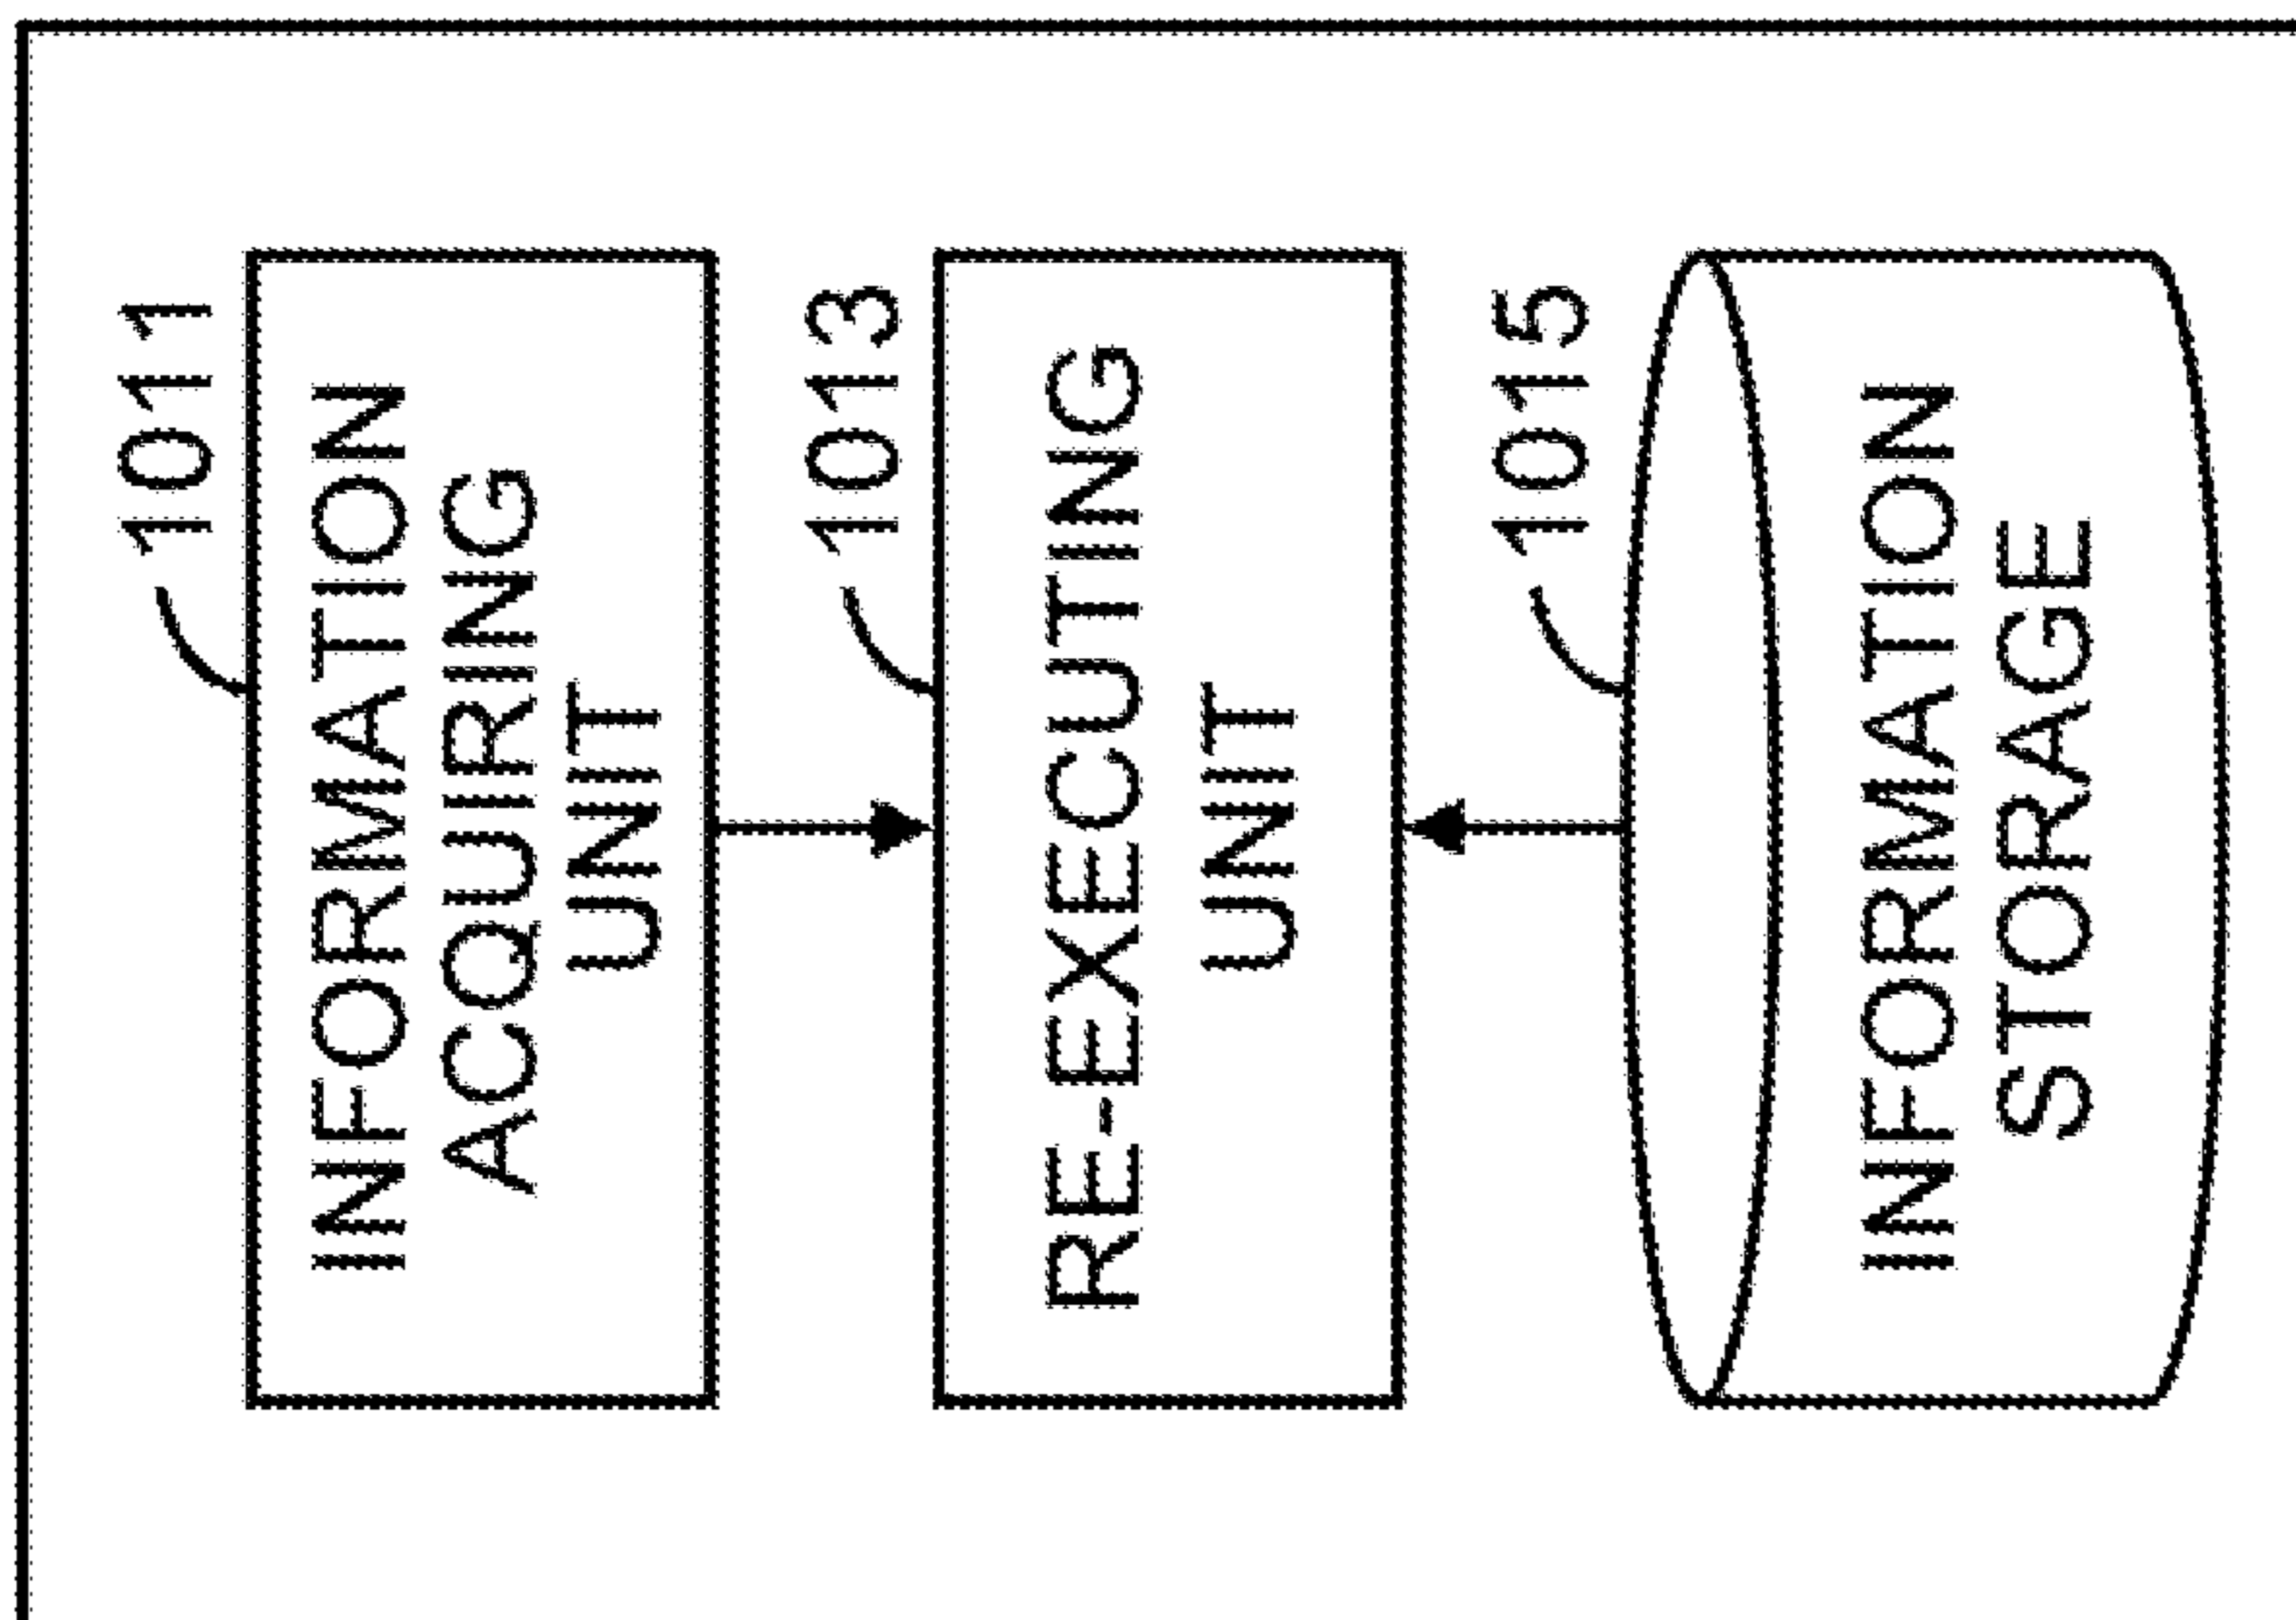 1011
INFORMATION
ACQUIRING
UNIT
1013
RE-EXECUTING
UNIT
1015
INFORMATION
STORAGE